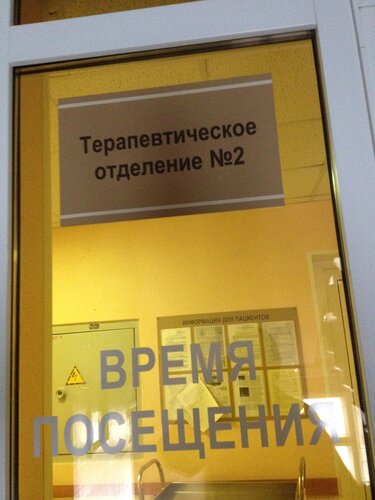 Терапевтическое
отделение №2
ИНФОРМАЦИЯ ДЛЯ ПАЦИЕНТОВ
ВРЕМЯ
ПОСЕЩЕНИЯ